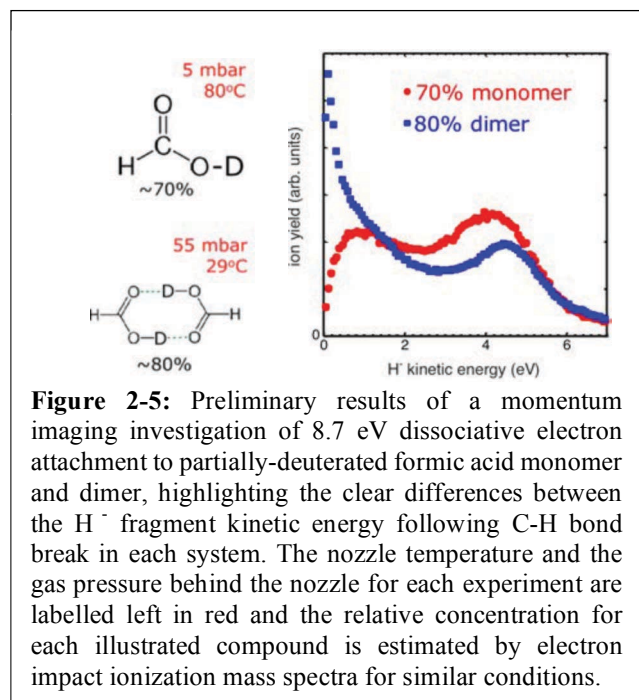 5 mbar
80°C
O
C
H
O-D
~70%
55 mbar
29°C
O---D-O
H
H
O-D---O
~80%
70% monomer
80% dimer
ion yield (arb. units)
0
0
2
4
6
H⁻ kinetic energy (eV)
Figure 2-5: Preliminary results of a momentum
imaging investigation of 8.7 eV dissociative electron
attachment to partially-deuterated formic acid monomer
and dimer, highlighting the clear differences between
the H ⁻ fragment kinetic energy following C-H bond
break in each system. The nozzle temperature and the
gas pressure behind the nozzle for each experiment are
labelled left in red and the relative concentration for
each illustrated compound is estimated by electron
impact ionization mass spectra for similar conditions.